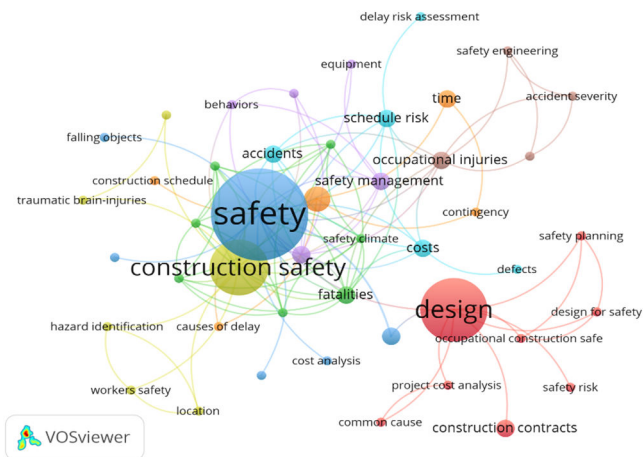 delay risk assessment
safety engineering
equipment
accident severity
time
behaviors
schedule risk
falling objects
accidents
occupational injuries
construction schedule
safety management
traumatic brain-injuries
safety
contingency
safety climate
safety planning
costs
construction safety
defects
fatalities
design
design for safety
hazard identification
causes of delay
occupational construction safe
cost analysis
project cost analysis
safety risk
workers safety
location
common cause
construction contracts
VOSviewer